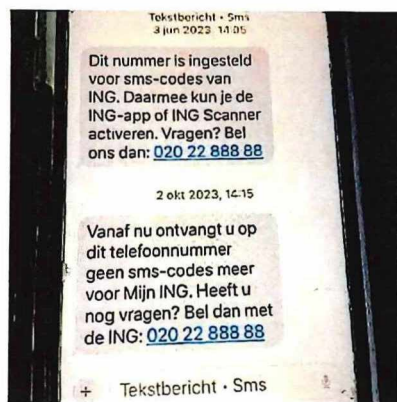 Tekstbericht • Sms
3 jun 2023, 14:05
Dit nummer is ingesteld
voor sms-codes van
ING. Daarmee kun je de
ING-app of ING Scanner
activeren. Vragen? Bel
ons dan: 020 22 888 88
2 okt 2023, 14:15
Vanaf nu ontvangt u op
dit telefoonnummer
geen sms-codes meer
voor Mijn ING. Heeft u
nog vragen? Bel dan met
de ING: 020 22 888 88
+ Tekstbericht • Sms